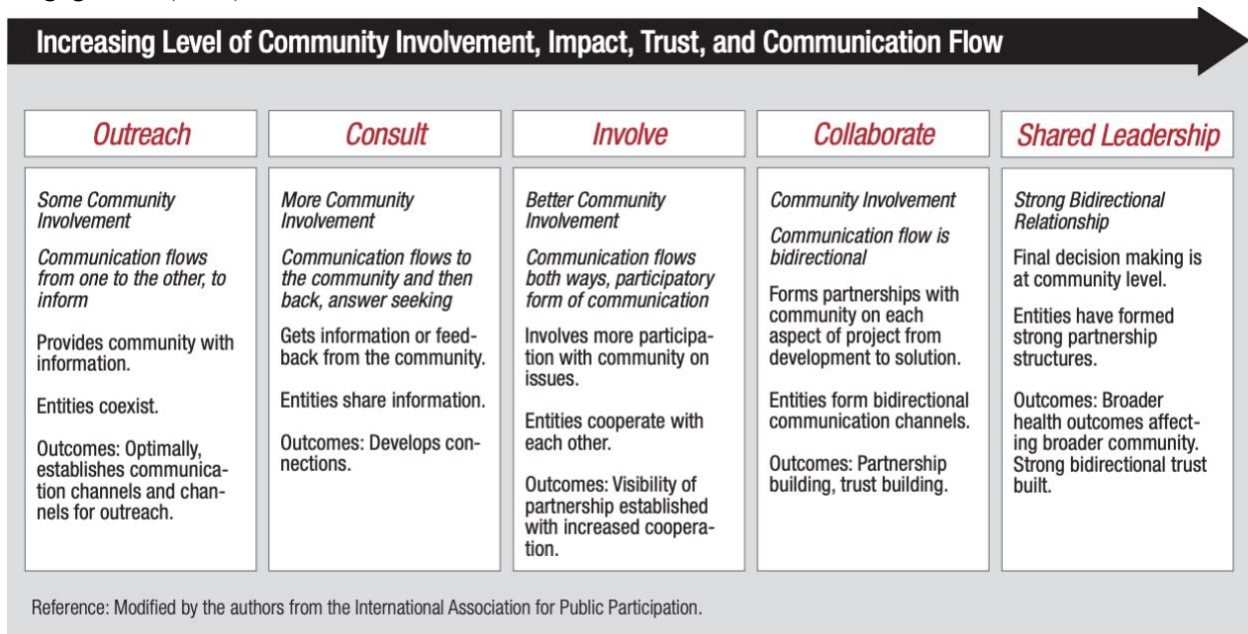 Increasing Level of Community Involvement, Impact, Trust, and Communication Flow
Outreach
Some Community
Involvement
Communication flows
from one to the other, to
inform
Provides community with
information.
Entities coexist.
Outcomes: Optimally,
establishes communica-
tion channels and chan-
nels for outreach.
Consult
More Community
Involvement
Communication flows to
the community and then
back, answer seeking
Gets information or feed-
back from the community.
Entities share information.
Outcomes: Develops con-
nections.
Involve
Better Community
Involvement
Communication flows
both ways, participatory
form of communication
Involves more participa-
tion with community on
issues.
Entities cooperate with
each other.
Outcomes: Visibility of
partnership established
with increased coopera-
tion.
Collaborate
Community Involvement
Communication flow is
bidirectional
Forms partnerships with
community on each
aspect of project from
development to solution.
Entities form bidirectional
communication channels.
Outcomes: Partnership
building, trust building.
Shared Leadership
Strong Bidirectional
Relationship
Final decision making is
at community level.
Entities have formed
strong partnership
structures.
Outcomes: Broader
health outcomes affect-
ing broader community.
Strong bidirectional trust
built.
Reference: Modified by the authors from the International Association for Public Participation.